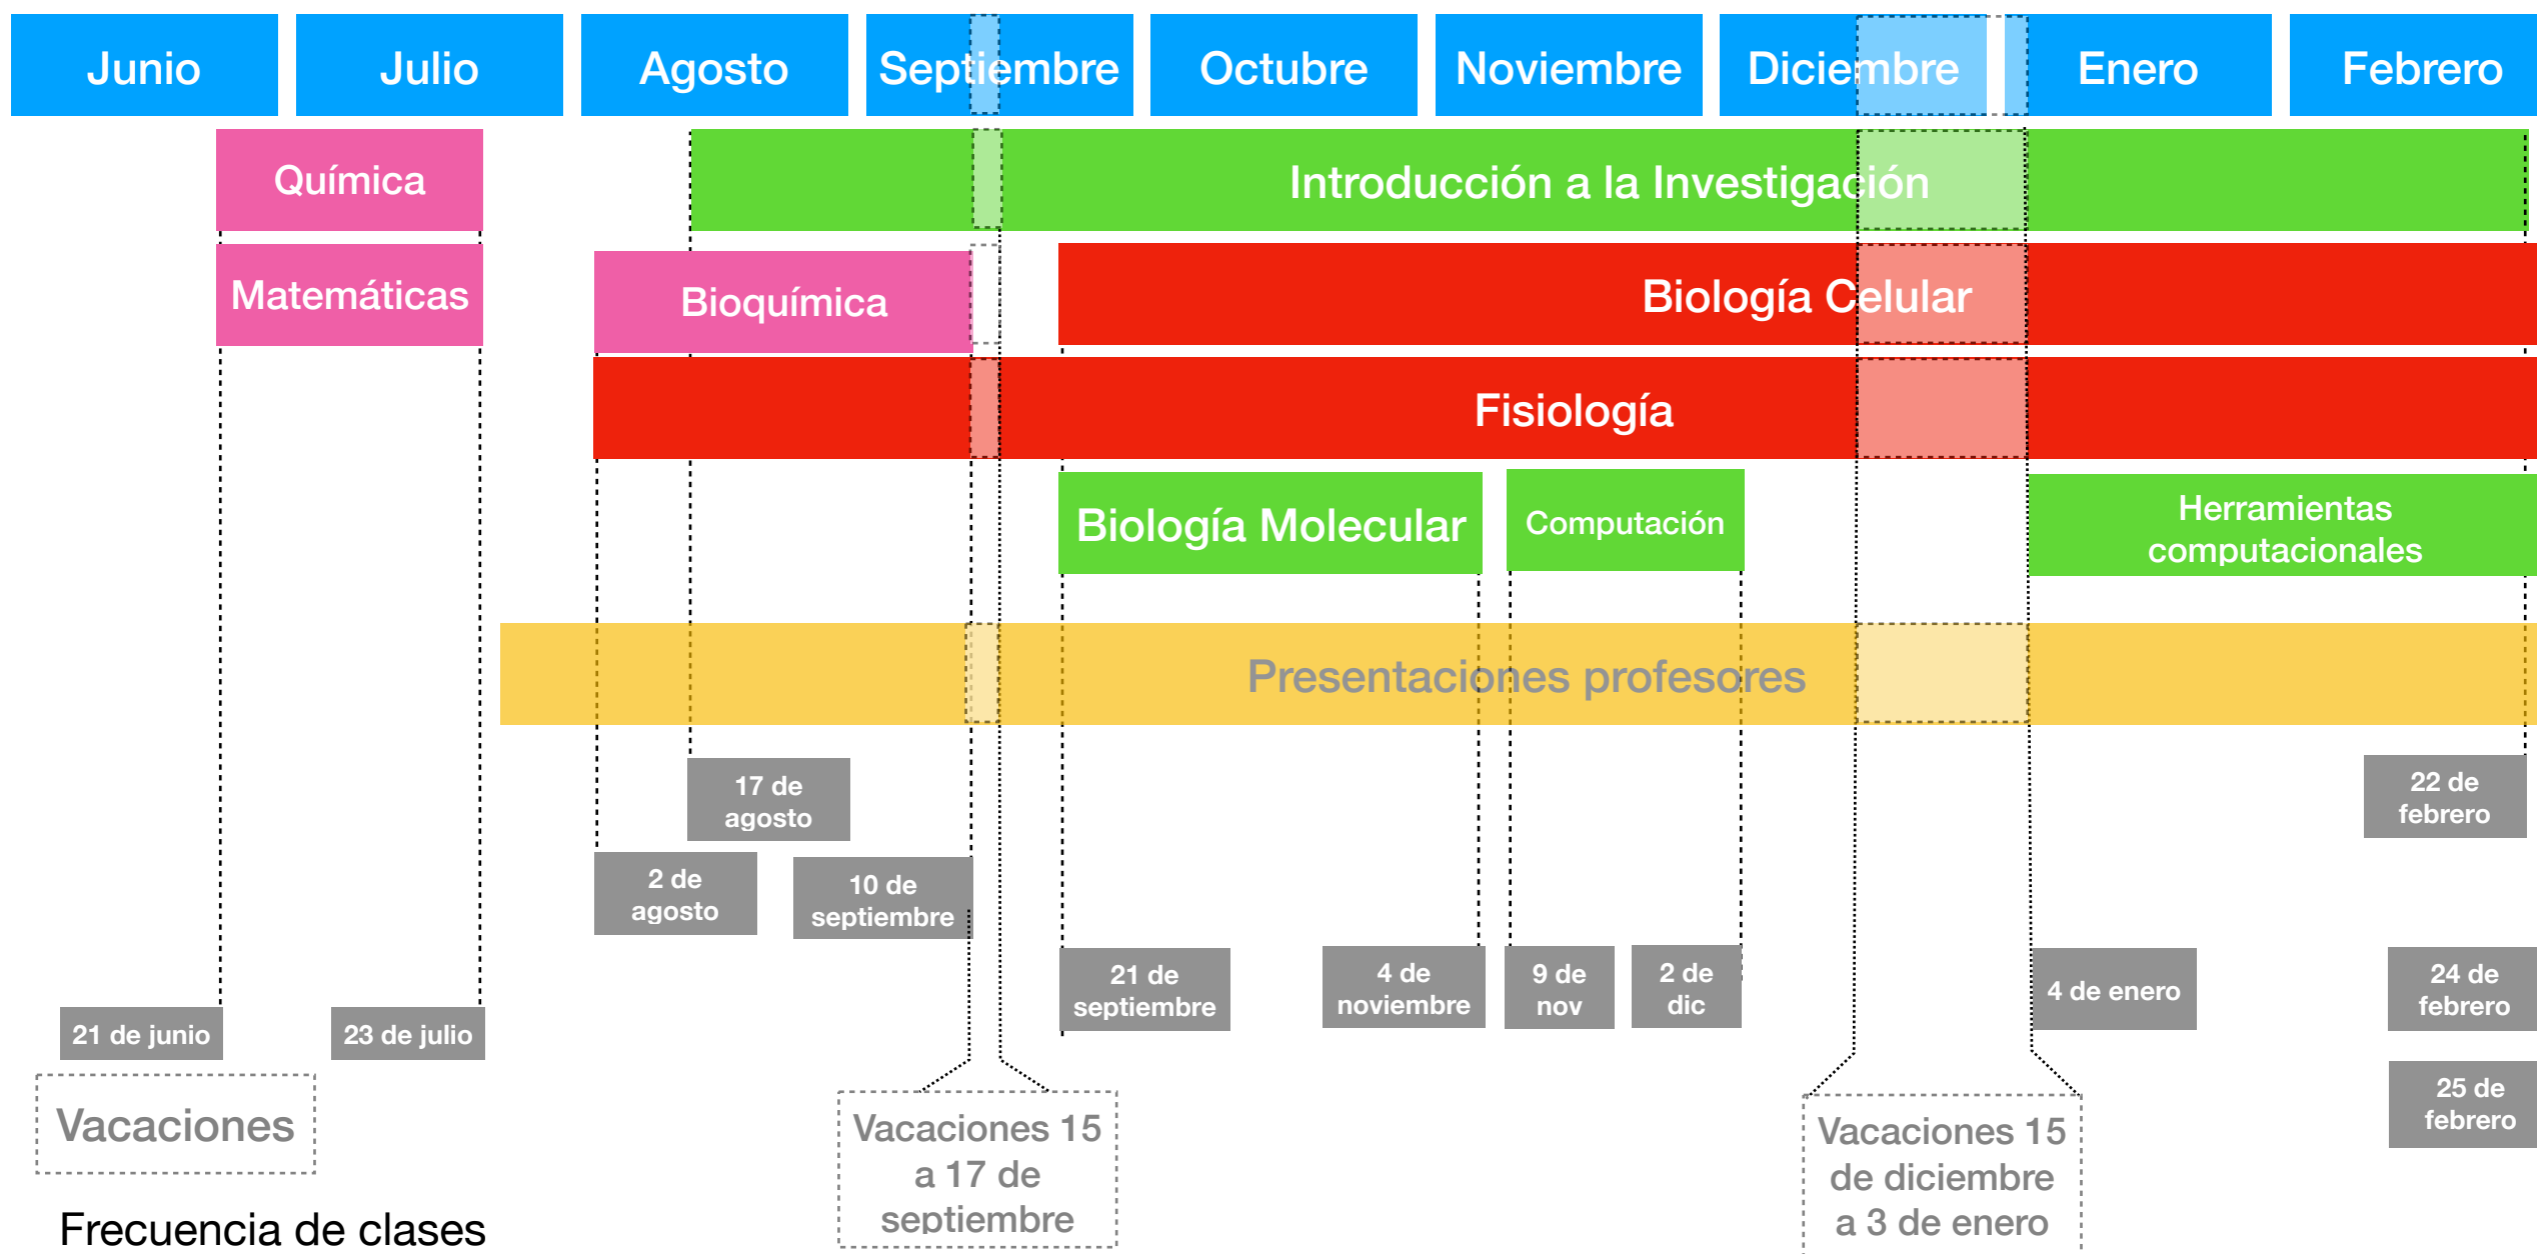 Junio
Julio
Agosto
Septiembre
Octubre
Noviembre
Diciembre
Enero
Febrero
Química
Introducción a la Investigación
Matemáticas
Bioquímica
Biología Celular
Fisiología
Biología Molecular
Computación
Herramientas
computacionales
Presentaciones profesores
17 de
agosto
22 de
febrero
2 de
agosto
10 de
septiembre
21 de
septiembre
4 de
noviembre
9 de
nov
2 de
dic
4 de enero
24 de
febrero
21 de junio
23 de julio
25 de
febrero
Vacaciones
Vacaciones 15
a 17 de
septiembre
Vacaciones 15
de diciembre
a 3 de enero
Frecuencia de clases